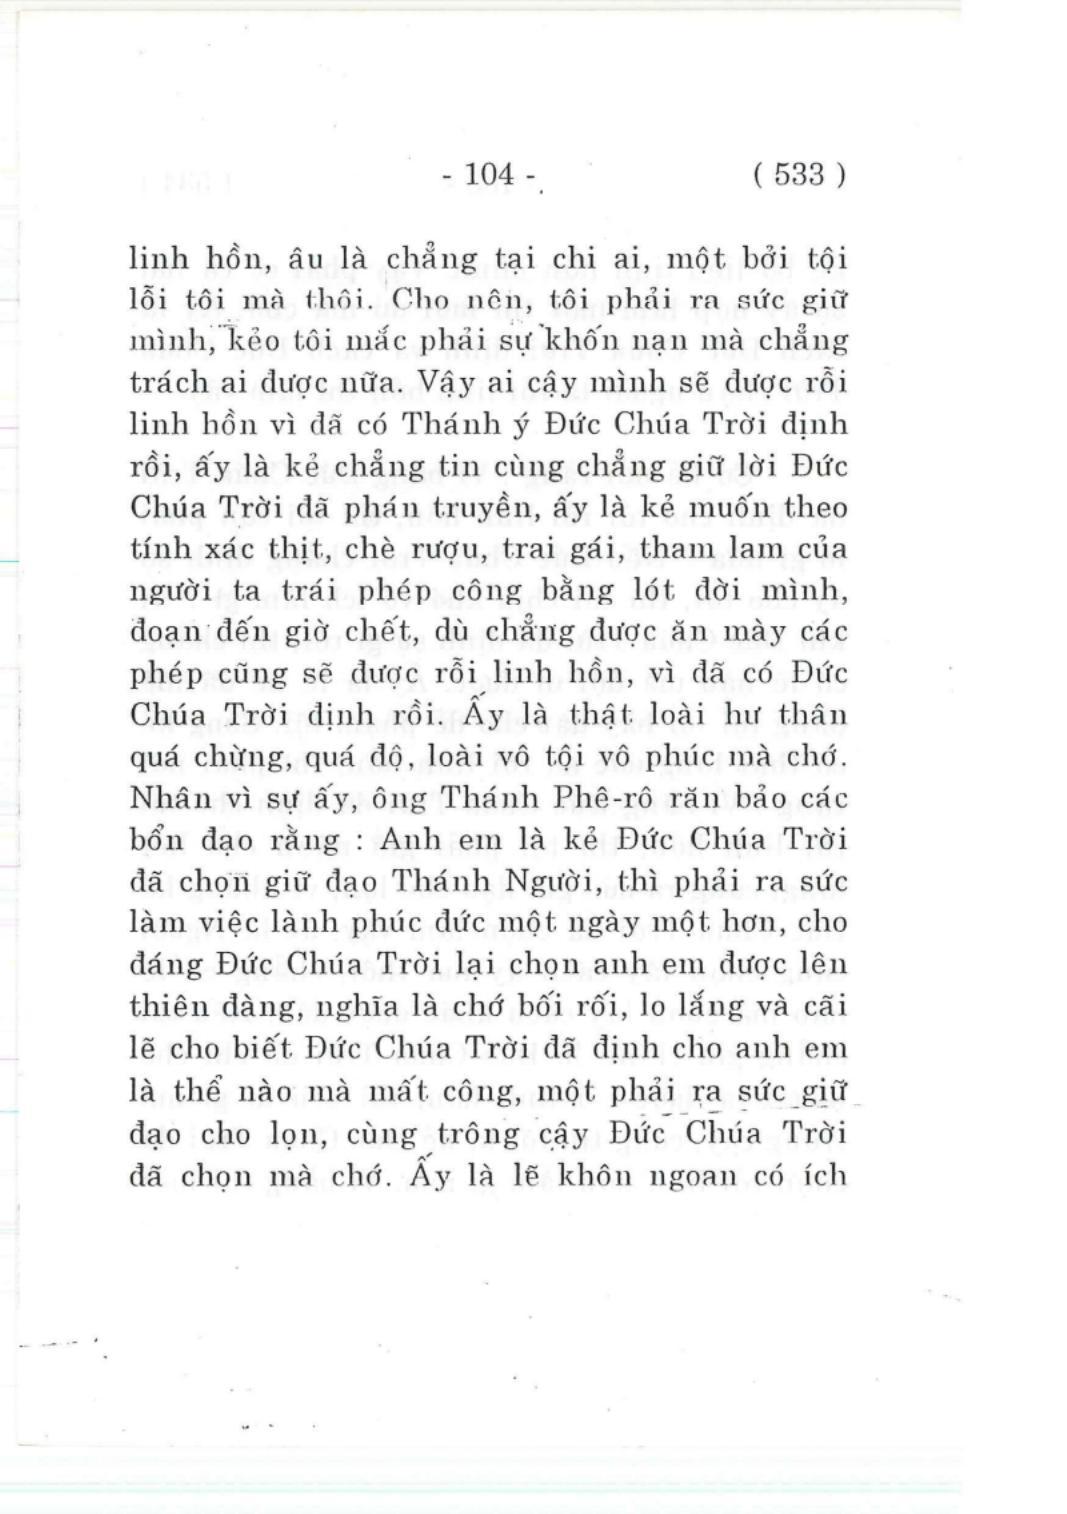 - 104 - ( 533 )
linh hồn, âu là chẳng tại chi ai, một bởi tội
lỗi tôi mà thôi. Cho nên, tôi phải ra sức giữ
mình, kẻo tôi mắc phải sự khốn nạn mà chẳng
trách ai được nữa. Vậy ai cậy mình sẽ được rỗi
linh hồn vì đã có Thánh ý Đức Chúa Trời định
rồi, ấy là kẻ chẳng tin cùng chẳng giữ lời Đức
Chúa Trời đã phán truyền, ấy là kẻ muốn theo
tính xác thịt, chè rượu, trai gái, tham lam của
người ta trái phép công bằng lót đời mình,
đoạn đến giờ chết, dù chẳng được ăn mày các
phép cũng sẽ được rỗi linh hồn, vì đã có Đức
Chúa Trời định rồi. Ấy là thật loài hư thân
quá chừng, quá độ, loài vô tội vô phúc mà chớ.
Nhân vì sự ấy, ông Thánh Phê-rô răn bảo các
bổn đạo rằng : Anh em là kẻ Đức Chúa Trời
đã chọn giữ đạo Thánh Người, thì phải ra sức
làm việc lành phúc đức một ngày một hơn, cho
đáng Đức Chúa Trời lại chọn anh em được lên
thiên đàng, nghĩa là chớ bối rối, lo lắng và cãi
lẽ cho biết Đức Chúa Trời đã định cho anh em
là thể nào mà mất công, một phải ra sức giữ
đạo cho lọn, cùng trông cậy Đức Chúa Trời
đã chọn mà chớ. Ấy là lẽ khôn ngoan có ích